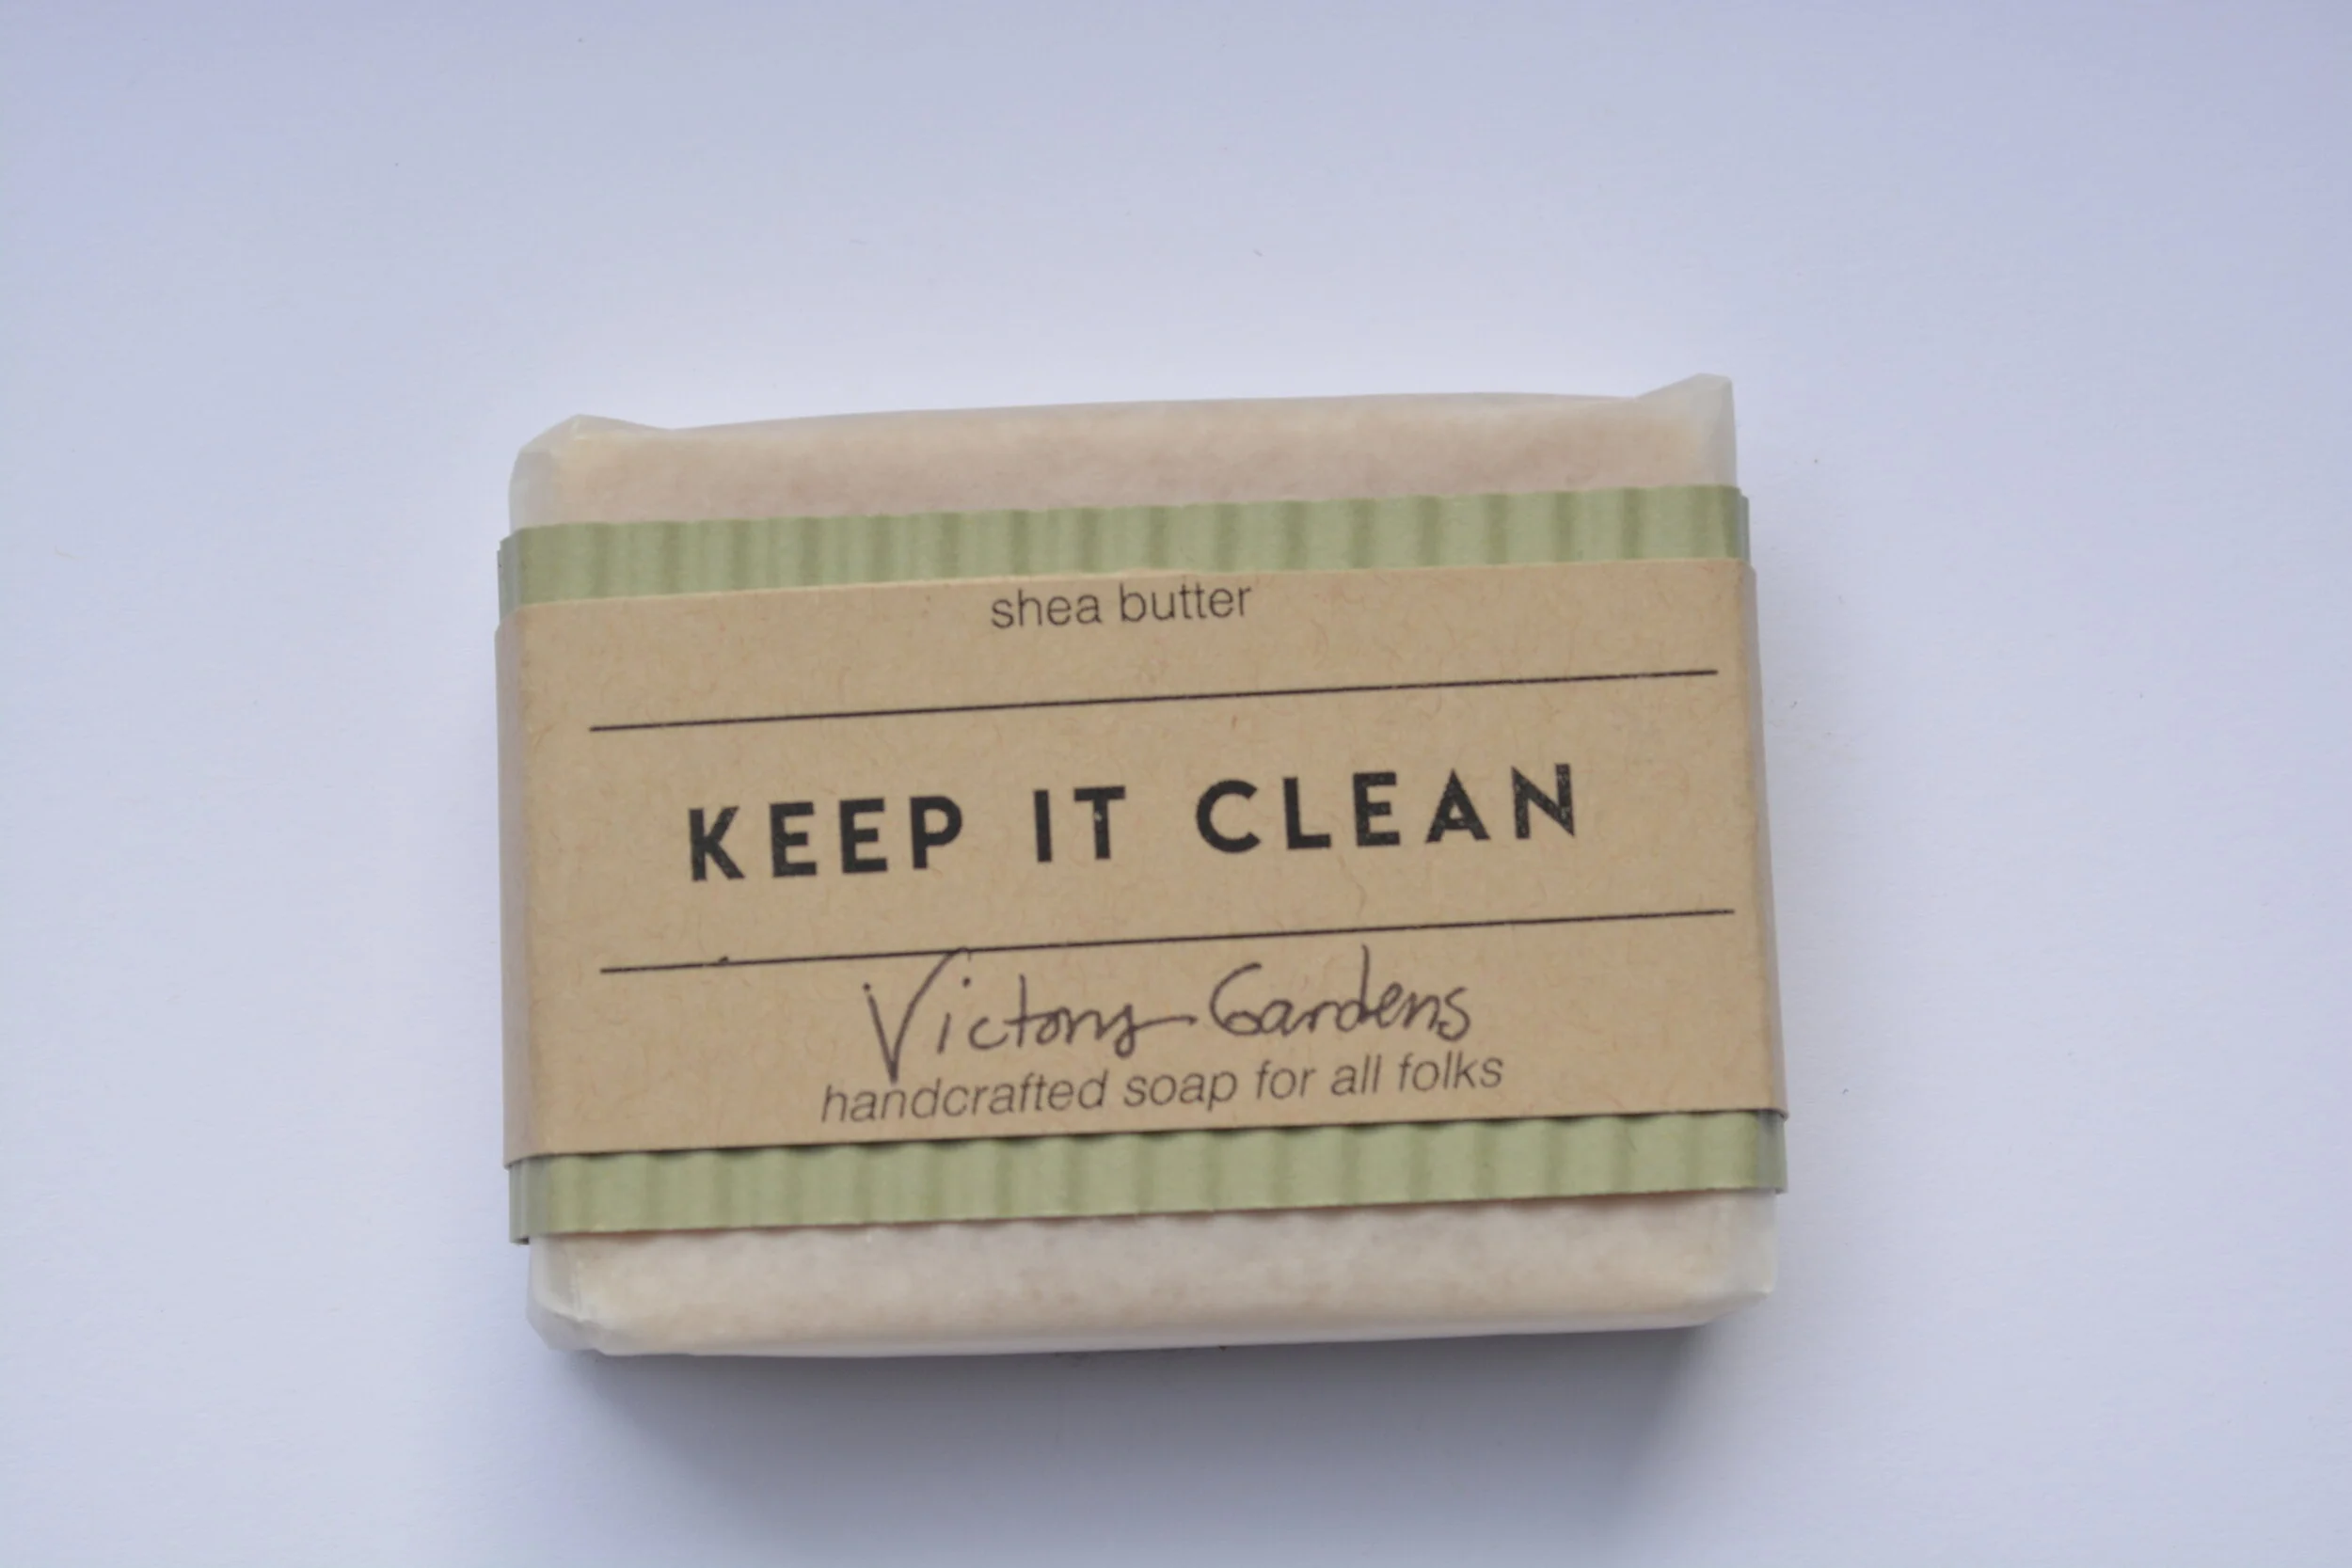 shea butter
KEEP IT CLEAN
Victory Gardens
handcrafted soap for all folks